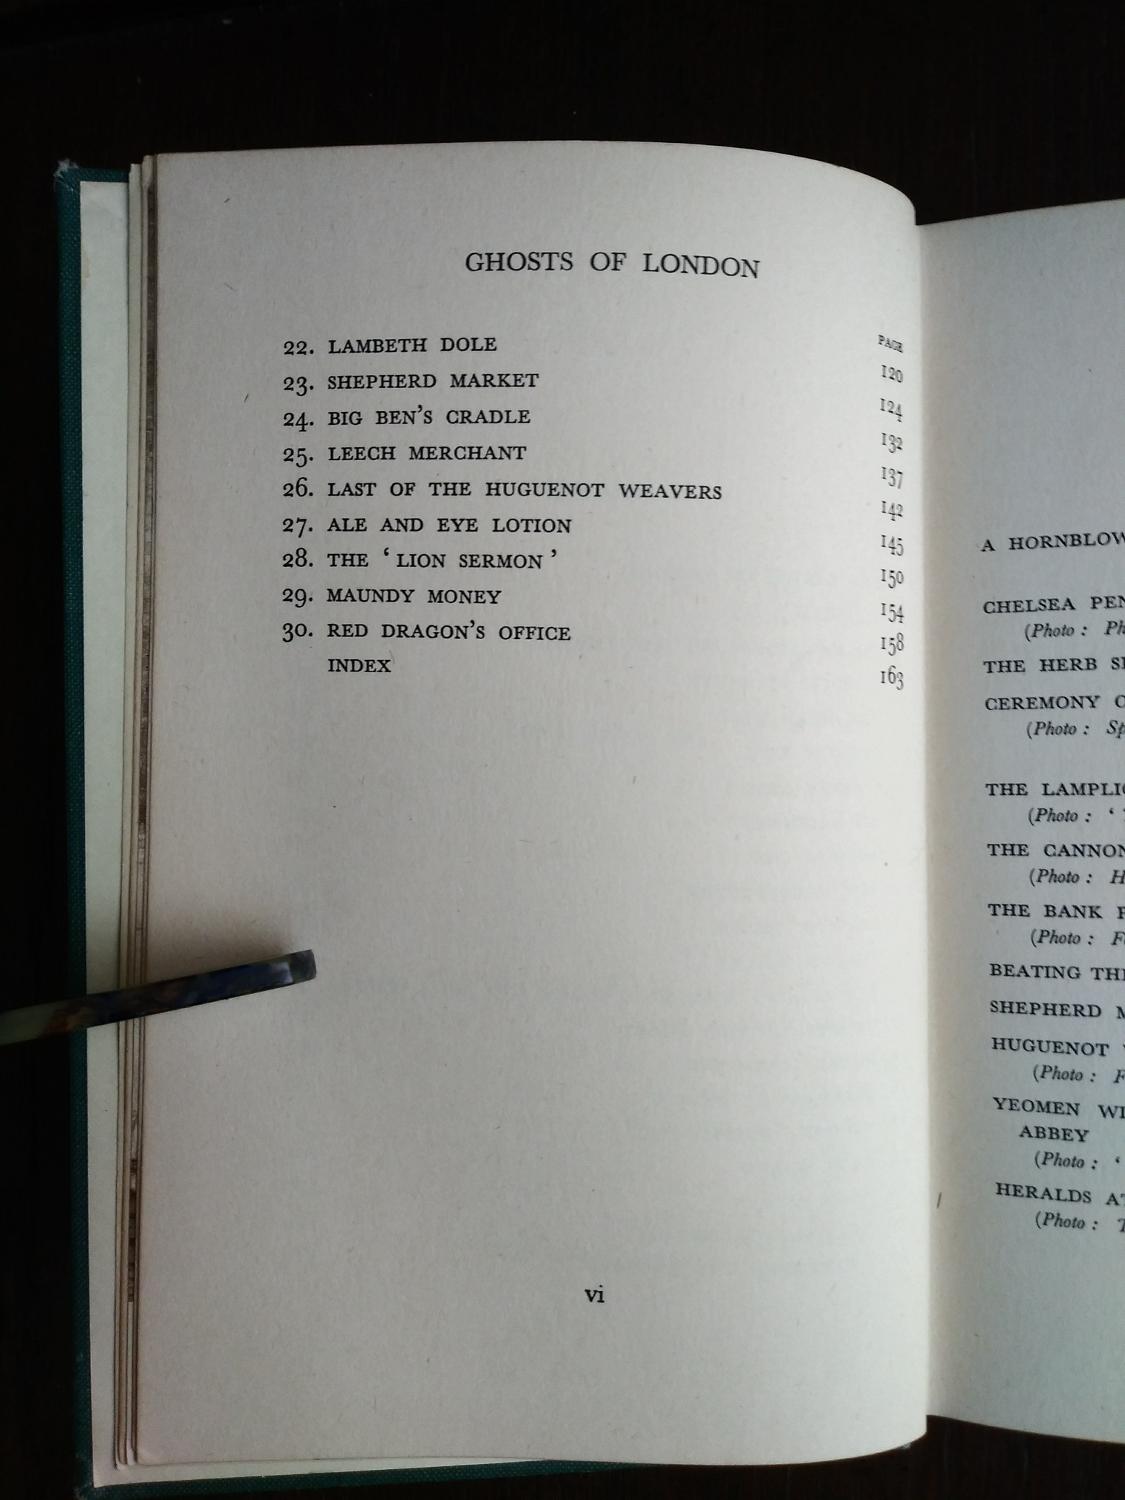 GHOSTS OF LONDON
PAGE
22. LAMBETH DOLE 120
23. SHEPHERD MARKET 124
24. BIG BEN'S CRADLE 132
25. LEECH MERCHANT 137
26. LAST OF THE HUGUENOT WEAVERS 142
27. ALE AND EYE LOTION 145
28. THE ‘LION SERMON’ 150
29. MAUNDY MONEY 154
30. RED DRAGON'S OFFICE 158
INDEX 163
vi
A HORNBLOW
CHELSEA PEN
(Photo: Ph
THE HERB S
CEREMONY
(Photo: Sp
THE LAMPLI
(Photo: ‘
THE CANNON
(Photo: H
THE BANK
(Photo: F
BEATING TH
SHEPHERD
HUGUENOT
(Photo: F
YEOMEN WI
ABBEY
(Photo: ‘
HERALDS A
(Photo: T